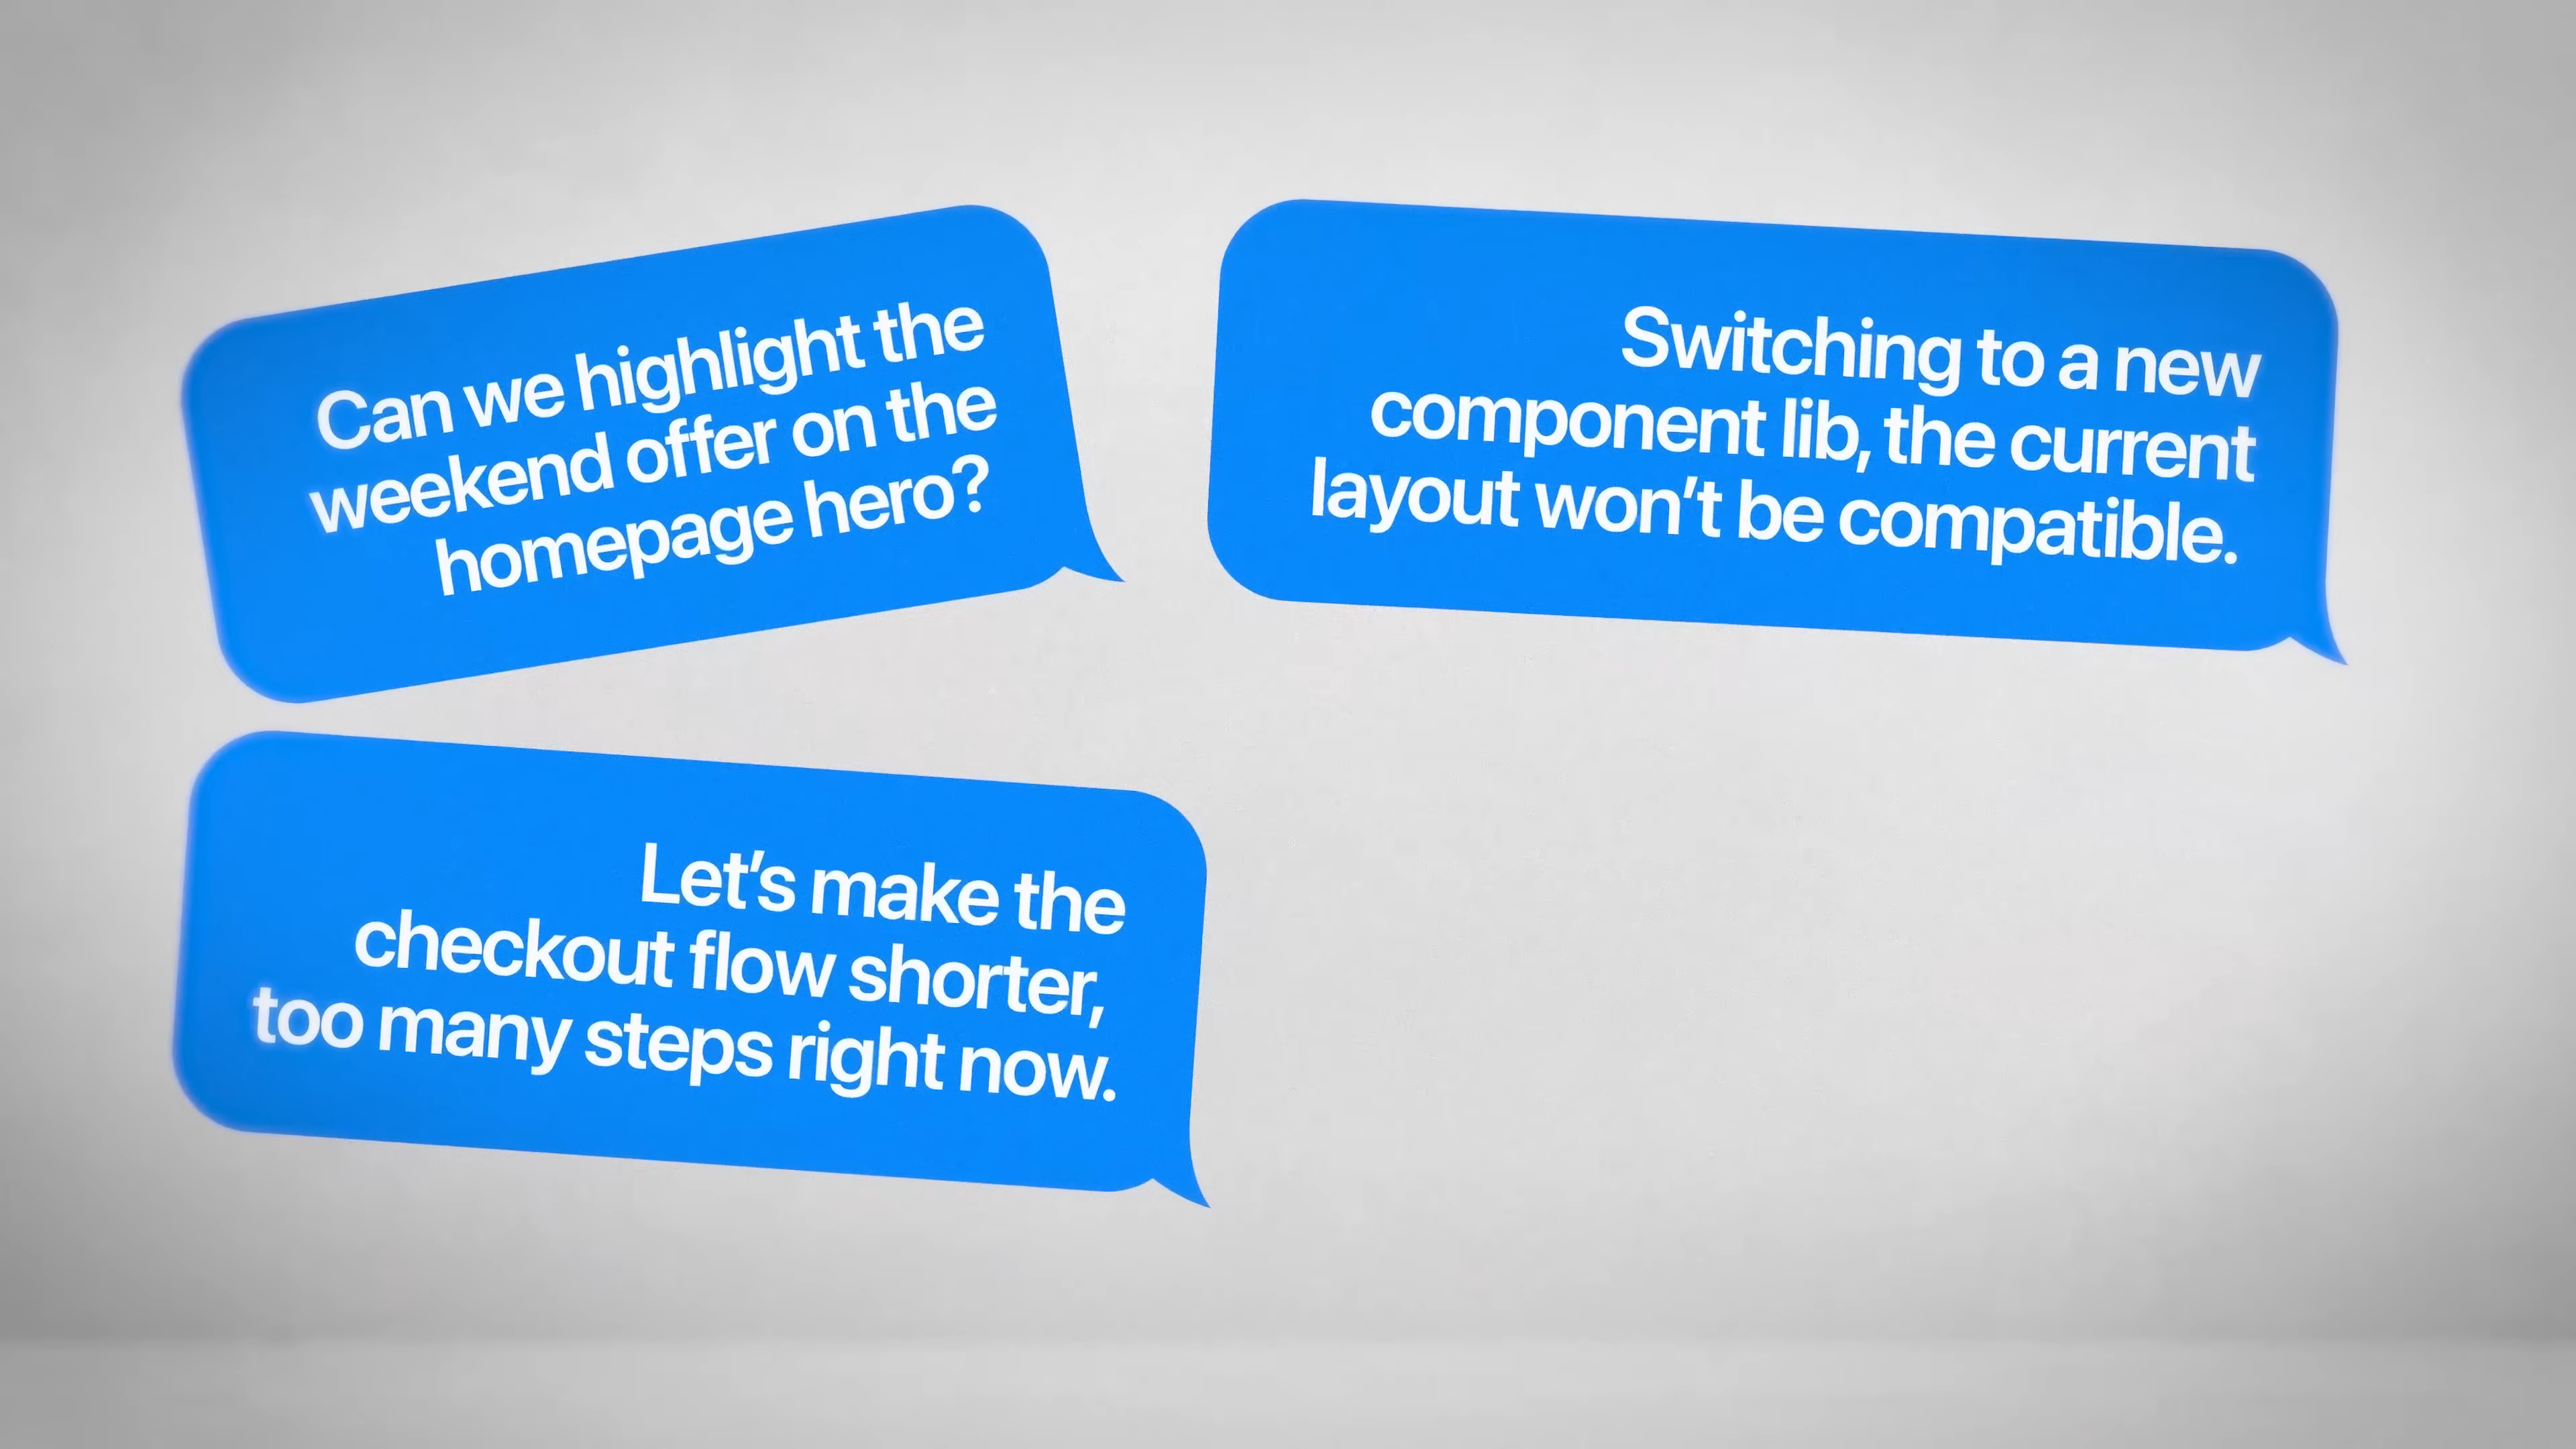 Can we highlight the
weekend offer on the
homepage hero?
Switching to a new
component lib, the current
layout won’t be compatible.
Let’s make the
checkout flow shorter,
too many steps right now.